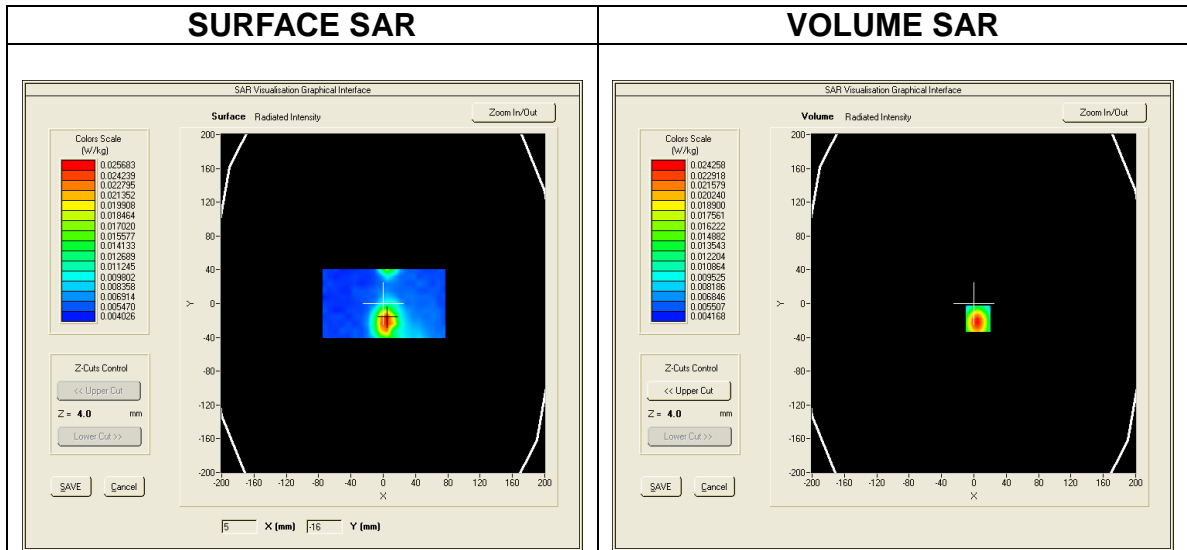 SURFACE SAR
VOLUME SAR
SAR Visualisation Graphical Interface
Surface Radiated Intensity
Zoom In/Out
Colors Scale
(W/kg)
0.025683
0.024239
0.022795
0.021352
0.019908
0.018464
0.017020
0.015577
0.014133
0.012689
0.011245
0.009802
0.008358
0.006914
0.005470
0.004026
200
160
120
80
40
0
-40
-80
-120
-160
-200
Y
-200 -160 -120 -80 -40 0 40 80 120 160 200
X
Z-Cuts Control
<< Upper Cut
Z = 4.0 mm
Lower Cut >>
SAVE Cancel
5 X (mm) -16 Y (mm)
SAR Visualisation Graphical Interface
Volume Radiated Intensity
Zoom In/Out
Colors Scale
(W/kg)
0.024258
0.022918
0.021579
0.020240
0.018900
0.017561
0.016222
0.014882
0.013543
0.012204
0.010864
0.009525
0.008186
0.006846
0.005507
0.004168
200
160
120
80
40
0
-40
-80
-120
-160
-200
Y
-200 -160 -120 -80 -40 0 40 80 120 160 200
X
Z-Cuts Control
<< Upper Cut
Z = 4.0 mm
Lower Cut >>
SAVE Cancel